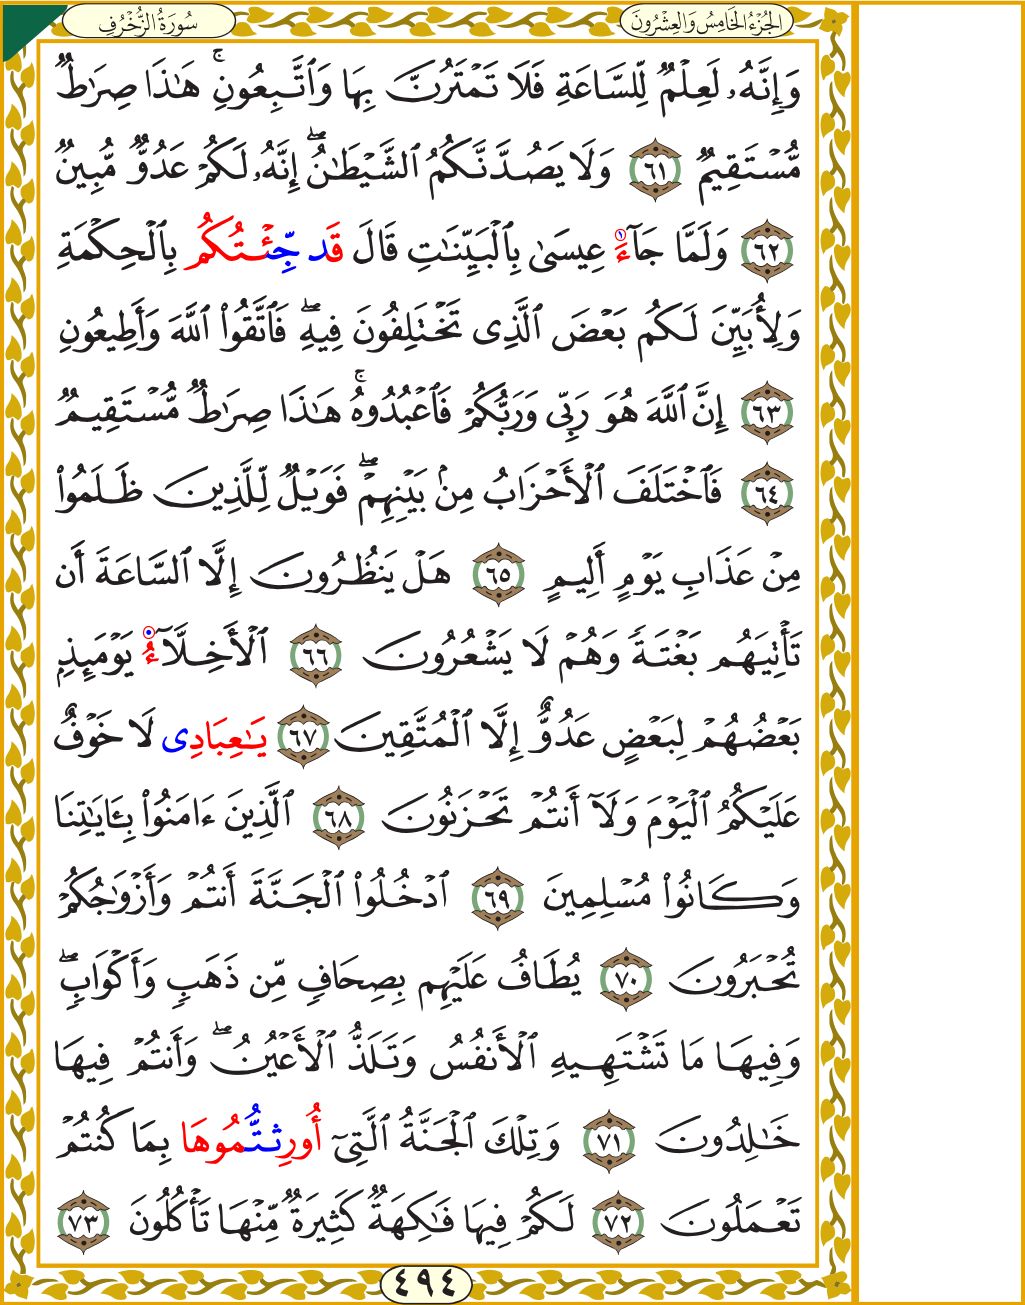 الجُزْءُ الخَامِسُ وَالعِشْرُونَ
سُورَةُ الزُّخْرُفِ
وَإِنَّهُۥ لَعِلْمٌ لِّلسَّاعَةِ فَلَا تَمْتَرُنَّ بِهَا وَٱتَّبِعُونِۚ هَٰذَا صِرَٰطٌ
مُّسْتَقِيمٌ ٦١ وَلَا يَصُدَّنَّكُمُ ٱلشَّيْطَٰنُۖ إِنَّهُۥ لَكُمْ عَدُوٌّ مُّبِينٌ
٦٢ وَلَمَّا جَآءَ ١ عِيسَىٰ بِٱلْبَيِّنَٰتِ قَالَ قَد جِّئْتُكُم بِٱلْحِكْمَةِ
وَلِأُبَيِّنَ لَكُم بَعْضَ ٱلَّذِى تَخْتَلِفُونَ فِيهِۖ فَٱتَّقُوا۟ ٱللَّهَ وَأَطِيعُونِ
٦٣ إِنَّ ٱللَّهَ هُوَ رَبِّى وَرَبُّكُمْ فَٱعْبُدُوهُۚ هَٰذَا صِرَٰطٌ مُّسْتَقِيمٌ
٦٤ فَٱخْتَلَفَ ٱلْأَحْزَابُ مِنۢ بَيْنِهِمْۖ فَوَيْلٌ لِّلَّذِينَ ظَلَمُوا۟
مِنْ عَذَابِ يَوْمٍ أَلِيمٍ ٦٥ هَلْ يَنظُرُونَ إِلَّا ٱلسَّاعَةَ أَن
تَأْتِيَهُم بَغْتَةً وَهُمْ لَا يَشْعُرُونَ ٦٦ ٱلْأَخِلَّآءُ يَوْمَئِذِۭ
بَعْضُهُمْ لِبَعْضٍ عَدُوٌّ إِلَّا ٱلْمُتَّقِينَ ٦٧ يَٰعِبَادِى لَا خَوْفٌ
عَلَيْكُمُ ٱلْيَوْمَ وَلَآ أَنتُمْ تَحْزَنُونَ ٦٨ ٱلَّذِينَ ءَامَنُوا۟ بِـَٔايَٰتِنَا
وَكَانُوا۟ مُسْلِمِينَ ٦٩ ٱدْخُلُوا۟ ٱلْجَنَّةَ أَنتُمْ وَأَزْوَٰجُكُمْ
تُحْبَرُونَ ٧٠ يُطَافُ عَلَيْهِم بِصِحَافٍ مِّن ذَهَبٍ وَأَكْوَابٍۖ
وَفِيهَا مَا تَشْتَهِيهِ ٱلْأَنفُسُ وَتَلَذُّ ٱلْأَعْيُنُۖ وَأَنتُمْ فِيهَا
خَٰلِدُونَ ٧١ وَتِلْكَ ٱلْجَنَّةُ ٱلَّتِىٓ أُورِثتُّمُوهَا بِمَا كُنتُمْ
تَعْمَلُونَ ٧٢ لَكُمْ فِيهَا فَٰكِهَةٌ كَثِيرَةٌ مِّنْهَا تَأْكُلُونَ ٧٣
٤٩٤